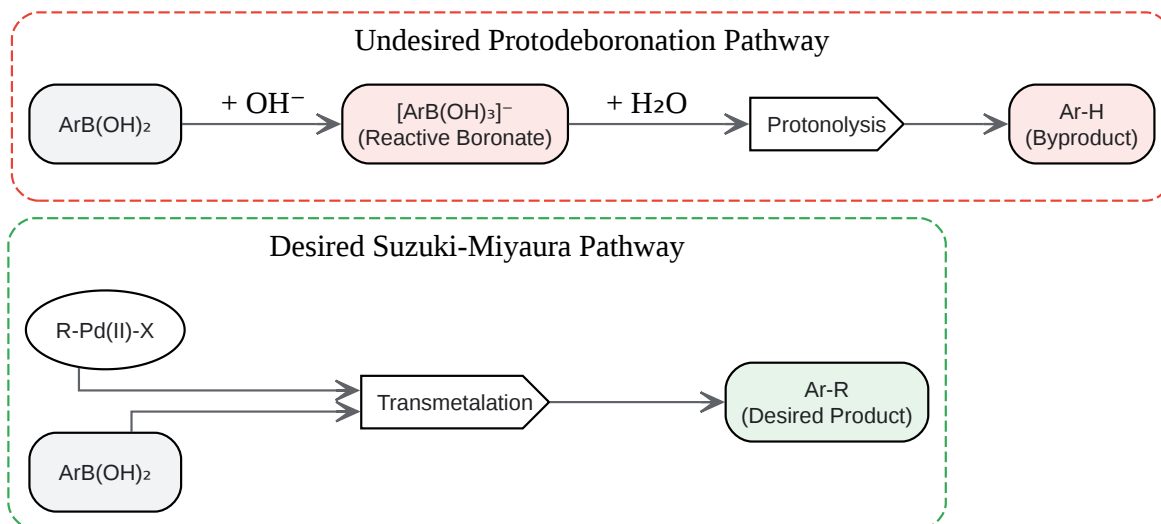 Undesired Protodeboronation Pathway
ArB(OH)₂
+ OH⁻
[ArB(OH)₃]⁻
(Reactive Boronate)
+ H₂O
Protonolysis
Ar-H
(Byproduct)
Desired Suzuki-Miyaura Pathway
R-Pd(II)-X
ArB(OH)₂
Transmetalation
Ar-R
(Desired Product)